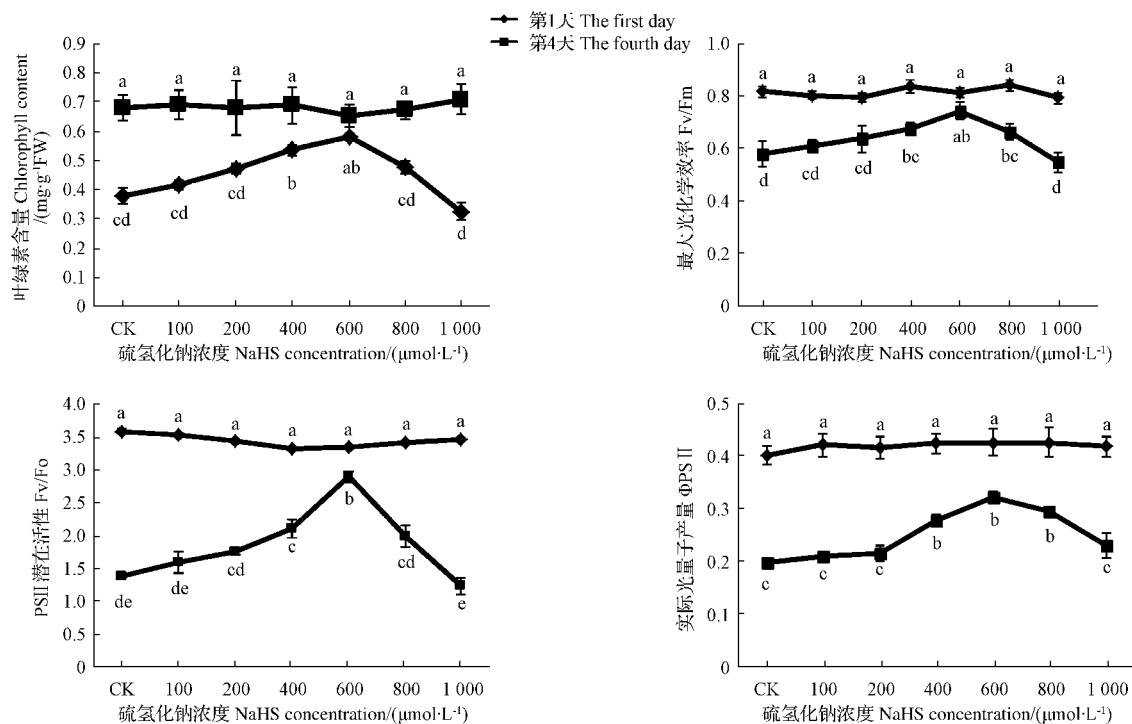 第1天 The first day
第4天 The fourth day
叶绿素含量 Chlorophyll content
/(mg·g⁻¹FW)
0.9
0.8
0.7
0.6
0.5
0.4
0.3
0.2
0.1
0
a a a a a a a
cd cd cd b ab cd d
CK 100 200 400 600 800 1 000
硫氢化钠浓度 NaHS concentration/(μmol·L⁻¹)
最大光化学效率 Fv/Fm
1.0
0.8
0.6
0.4
0.2
0
a a a a a a a
d cd cd bc ab bc d
CK 100 200 400 600 800 1 000
硫氢化钠浓度 NaHS concentration/(μmol·L⁻¹)
PSII潜在活性 Fv/Fo
4.0
3.5
3.0
2.5
2.0
1.5
1.0
0.5
0
a a a a a a a
de de cd c b cd e
CK 100 200 400 600 800 1 000
硫氢化钠浓度 NaHS concentration/(μmol·L⁻¹)
实际光量子产量 ΦPSⅡ
0.5
0.4
0.3
0.2
0.1
0
a a a a a a a
c c c b b b c
CK 100 200 400 600 800 1 000
硫氢化钠浓度 NaHS concentration/(μmol·L⁻¹)